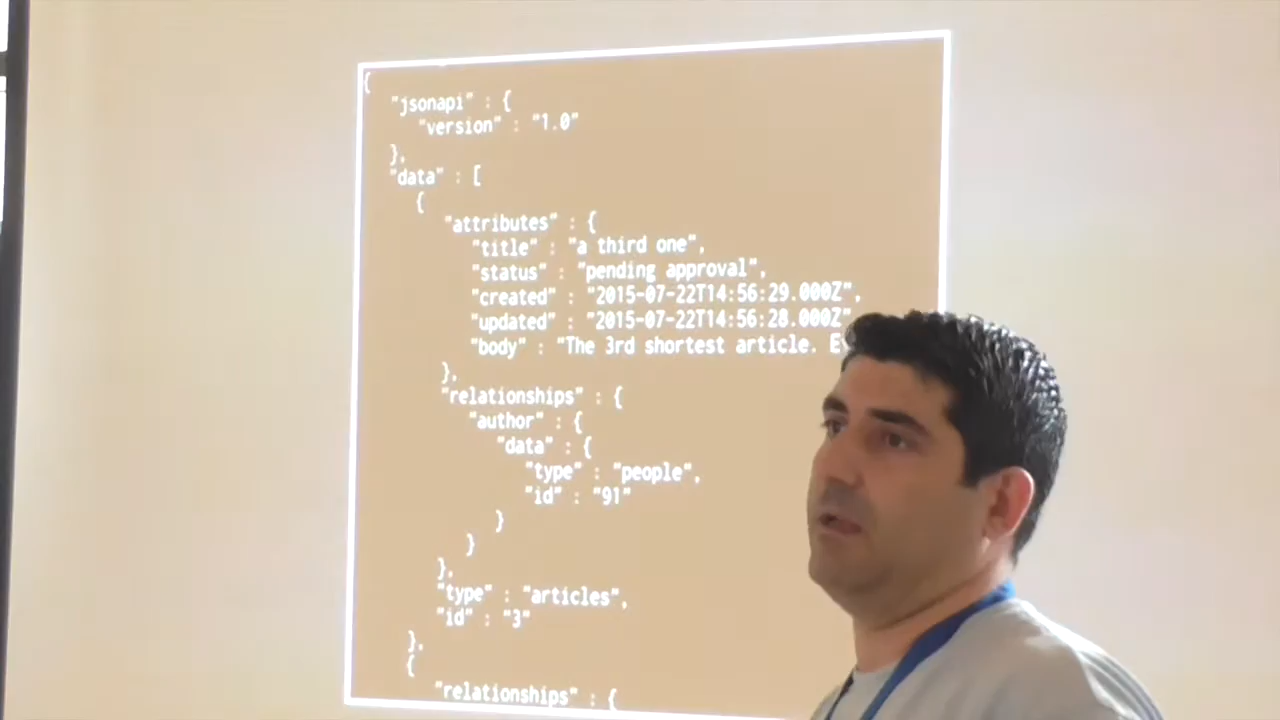 {
"jsonapi" : {
"version" : "1.0"
},
"data" : [
{
"attributes" : {
"title" : "a third one",
"status" : "pending approval",
"created" : "2015-07-22T14:56:29.000Z",
"updated" : "2015-07-22T14:56:28.000Z"
"body" : "The 3rd shortest article.
},
"relationships" : {
"author" : {
"data" : {
"type" : "people",
"id" : "91"
}
}
},
"type" : "articles",
"id" : "3"
},
{
"relationships" : {